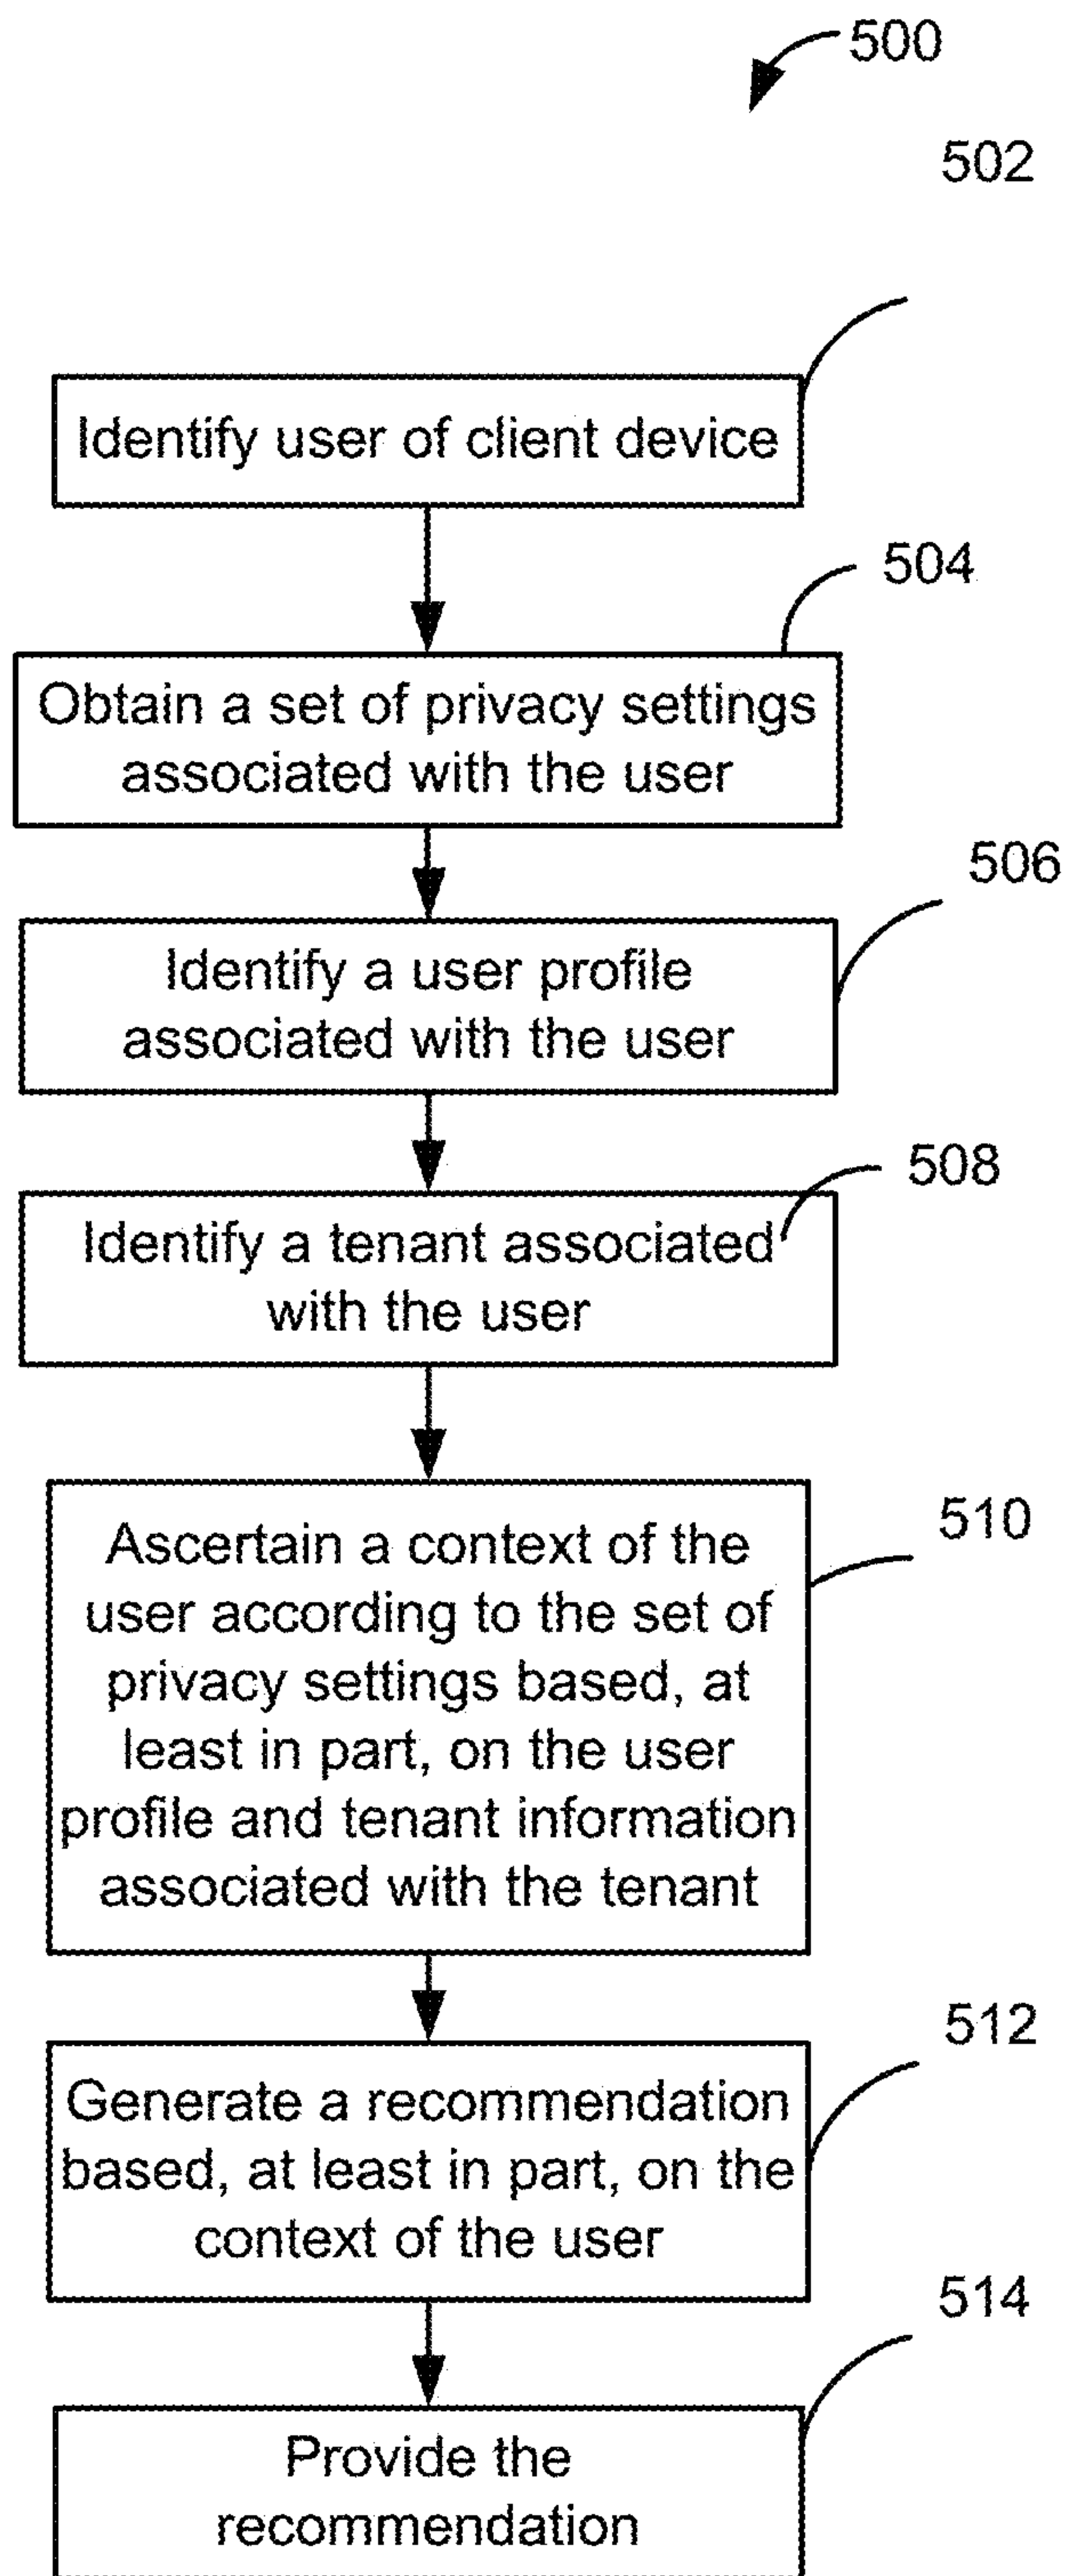 500
502
Identify user of client device
504
Obtain a set of privacy settings
associated with the user
506
Identify a user profile
associated with the user
508
Identify a tenant associated
with the user
510
Ascertain a context of the
user according to the set of
privacy settings based, at
least in part, on the user
profile and tenant information
associated with the tenant
512
Generate a recommendation
based, at least in part, on the
context of the user
514
Provide the
recommendation